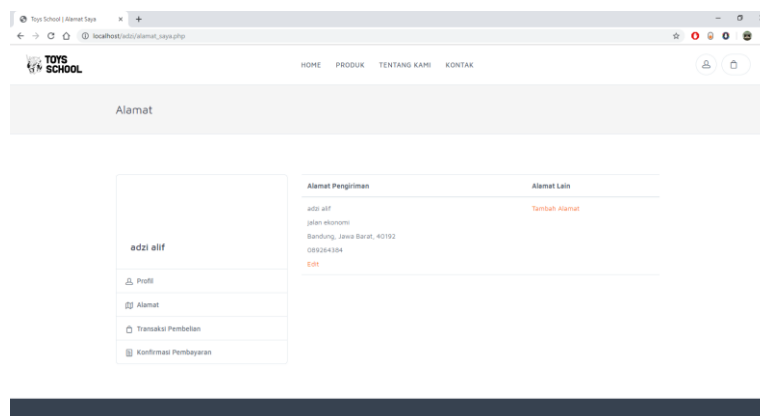 Toys School | Alamat Saya
localhost/adzi/alamat_saya.php
TOYS
SCHOOL
HOME PRODUK TENTANG KAMI KONTAK
Alamat
adzi alif
Profil
Alamat
Transaksi Pembelian
Konfirmasi Pembayaran
Alamat Pengiriman Alamat Lain
adzi alif Tambah Alamat
jalan ekonomi
Bandung, Jawa Barat, 40192
089264384
Edit